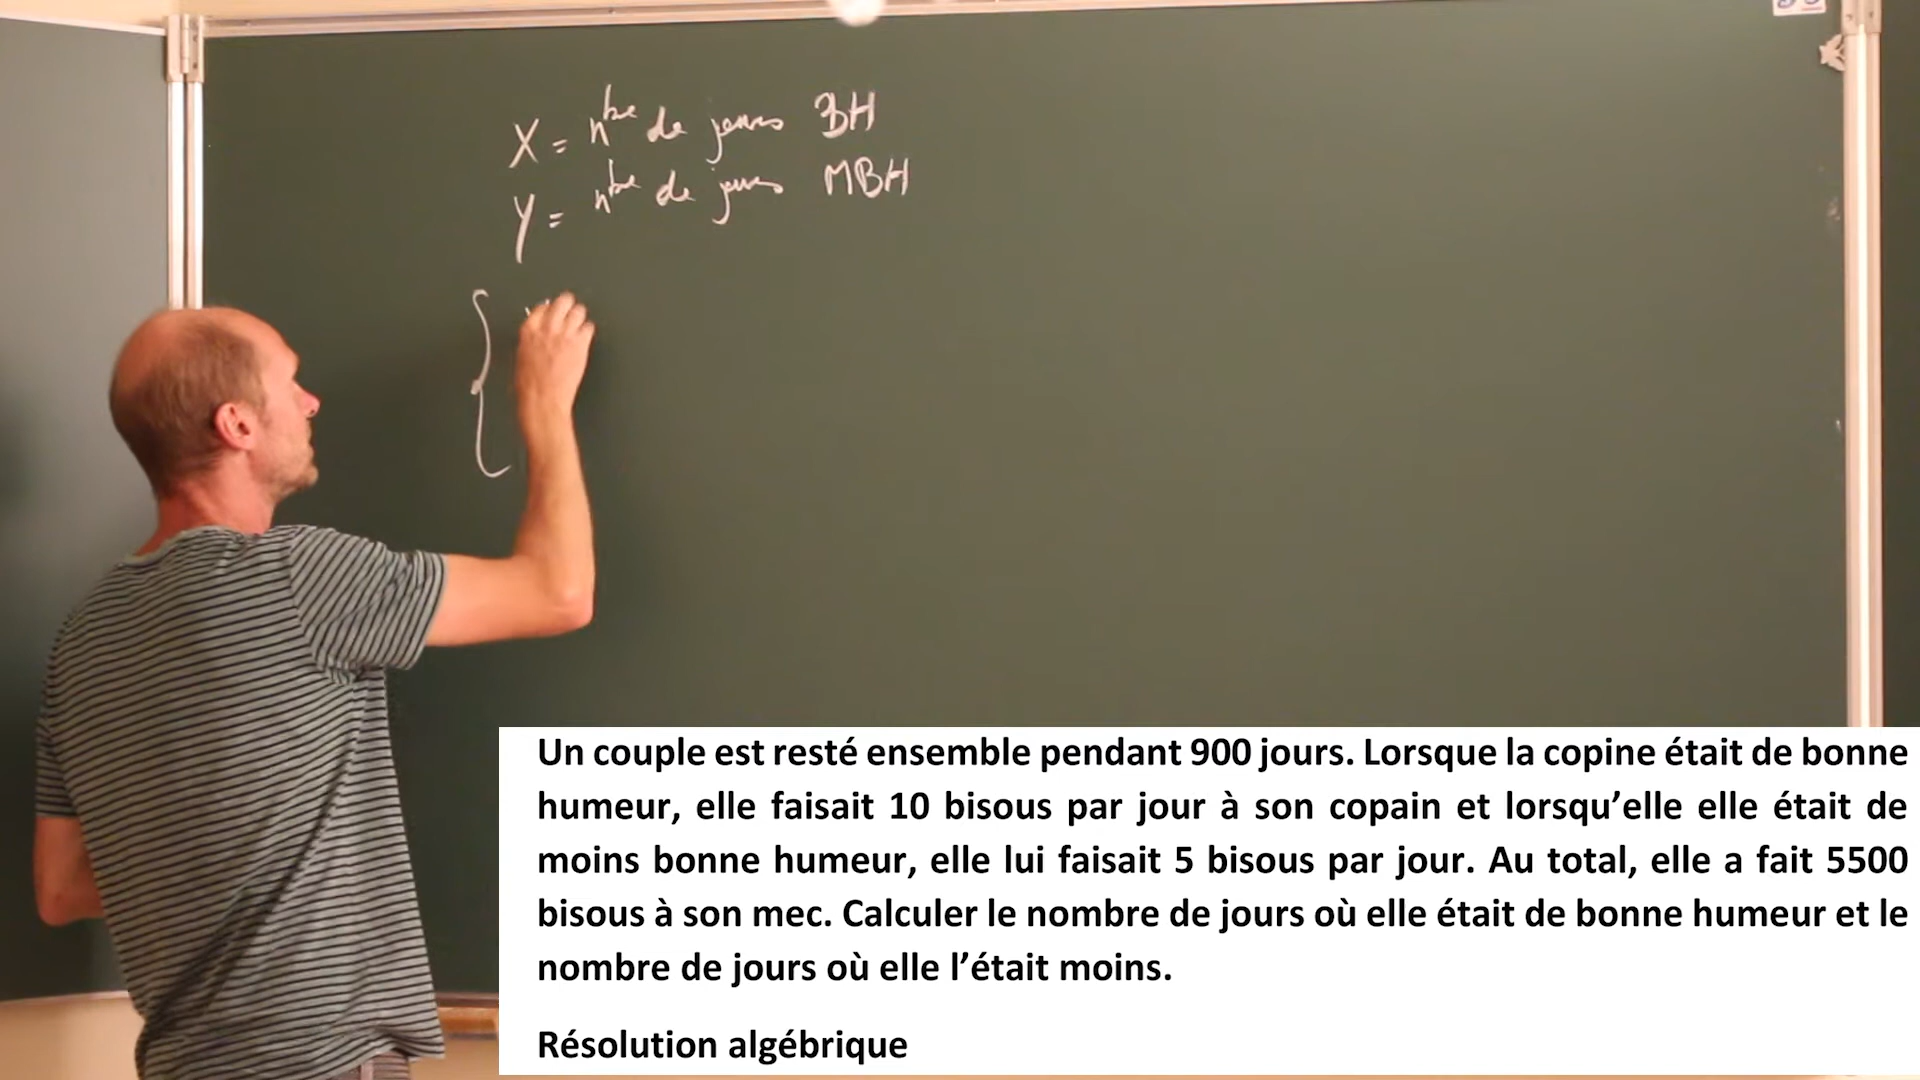 X = nbre de jours BH
Y = nbre de jours MBH
Un couple est resté ensemble pendant 900 jours. Lorsque la copine était de bonne
humeur, elle faisait 10 bisous par jour à son copain et lorsqu’elle elle était de
moins bonne humeur, elle lui faisait 5 bisous par jour. Au total, elle a fait 5500
bisous à son mec. Calculer le nombre de jours où elle était de bonne humeur et le
nombre de jours où elle l’était moins.
Résolution algébrique